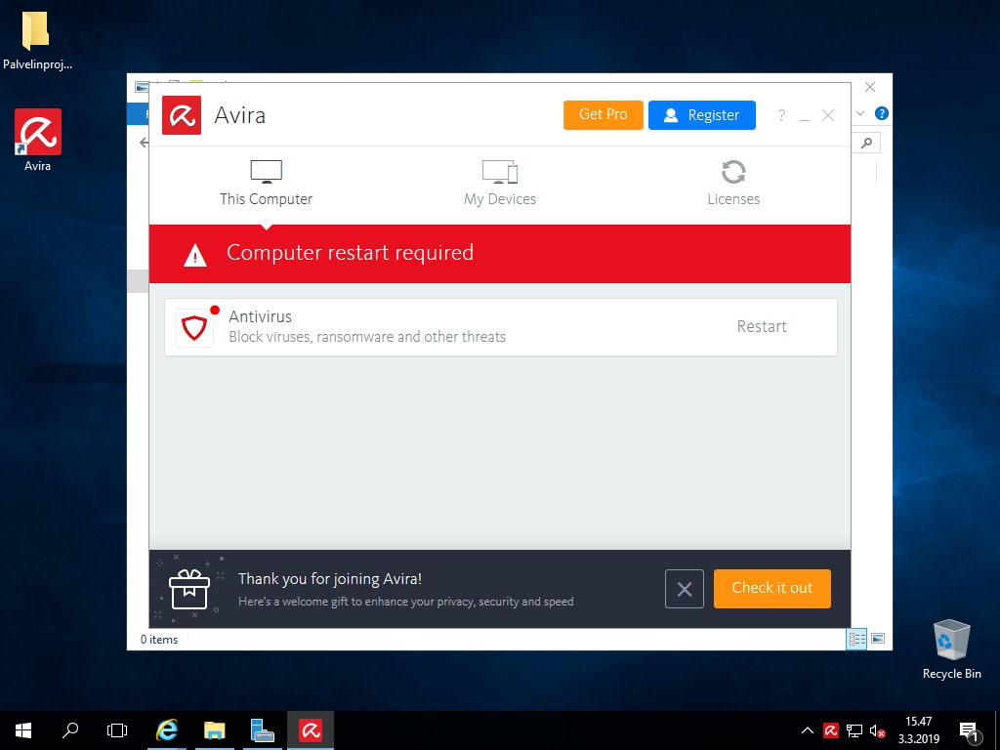 Palvelinproj...
Avira
Avira
Get Pro
Register
?
?
This Computer
My Devices
Licenses
Computer restart required
Antivirus
Block viruses, ransomware and other threats
Restart
Thank you for joining Avira!
Here's a welcome gift to enhance your privacy, security and speed
Check it out
0 items
Recycle Bin
15.47
3.3.2019
1